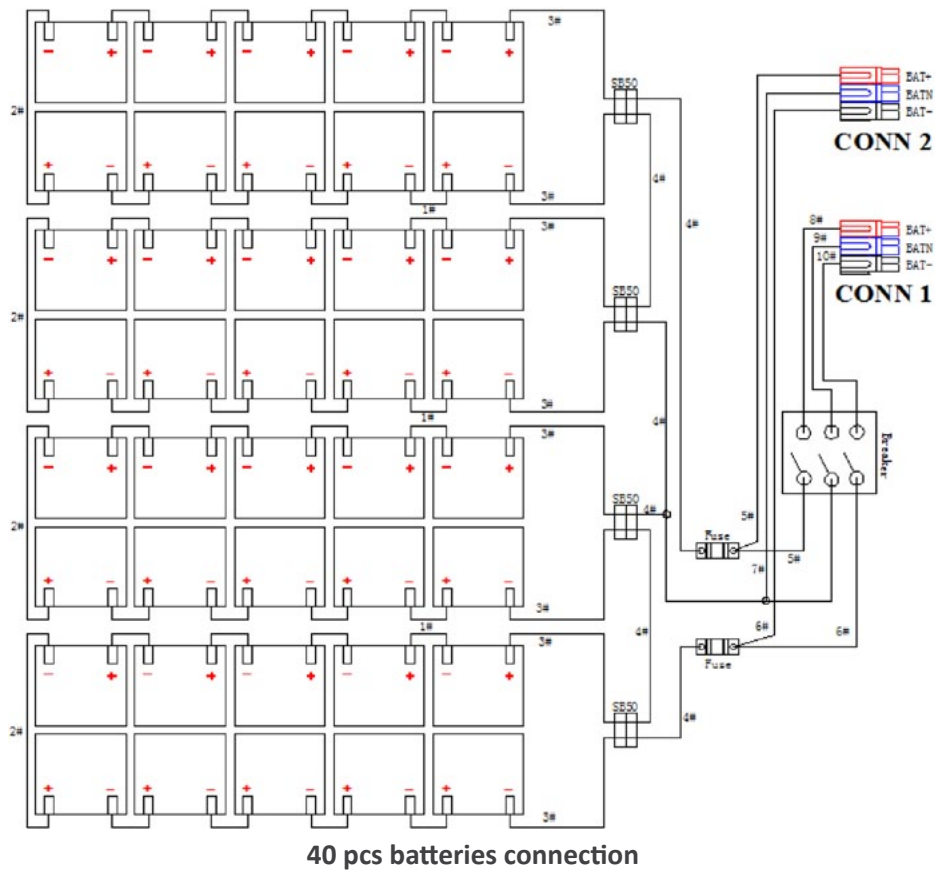 3#
- + - + - + - + - +
SB50
2#
BAT+
BATN
BAT-
CONN 2
+ - + - + - + - + -
4#
4#
3#
1#
3#
8#
BAT+
9#
BATN
10#
BAT-
CONN 1
- + - + - + - + - +
SB50
2#
+ - + - + - + - + -
3#
1#
4#
3#
Breaker
- + - + - + - + - +
SB50
4#
5#
2#
Fuse
5#
7#
+ - + - + - + - + -
3#
1#
4#
6#
6#
3#
Fuse
- + - + - + - + - +
SB50
4#
2#
+ - + - + - + - + -
3#
40 pcs batteries connection